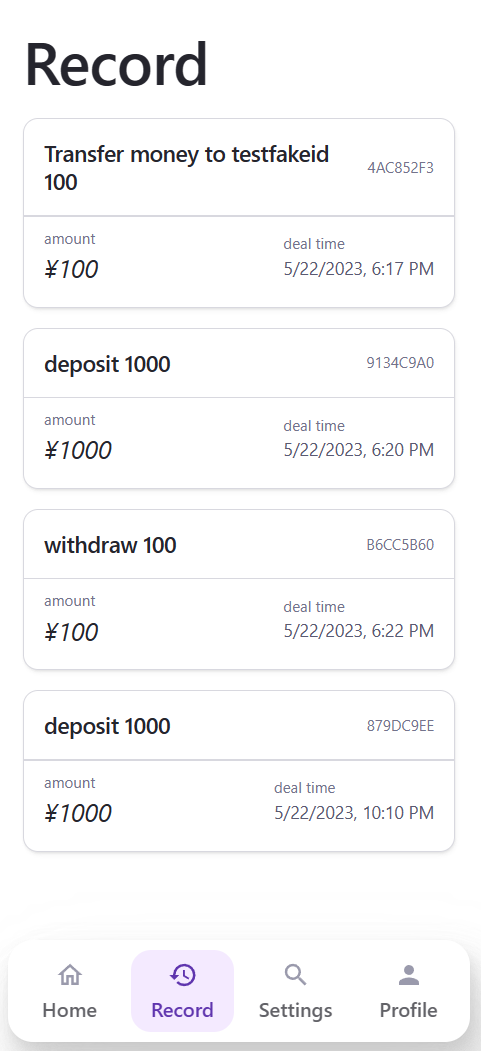 Record
Transfer money to testfakeid
100
4AC852F3
amount
¥100
deal time
5/22/2023, 6:17 PM
deposit 1000
9134C9A0
amount
¥1000
deal time
5/22/2023, 6:20 PM
withdraw 100
B6CC5B60
amount
¥100
deal time
5/22/2023, 6:22 PM
deposit 1000
879DC9EE
amount
¥1000
deal time
5/22/2023, 10:10 PM
Home
Record
Settings
Profile